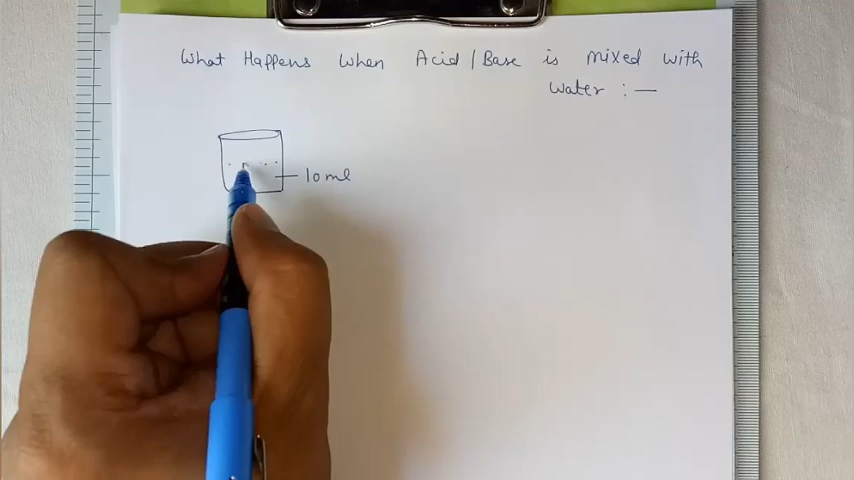 What Happens when Acid / Base is mixed with
water : —
10 ml